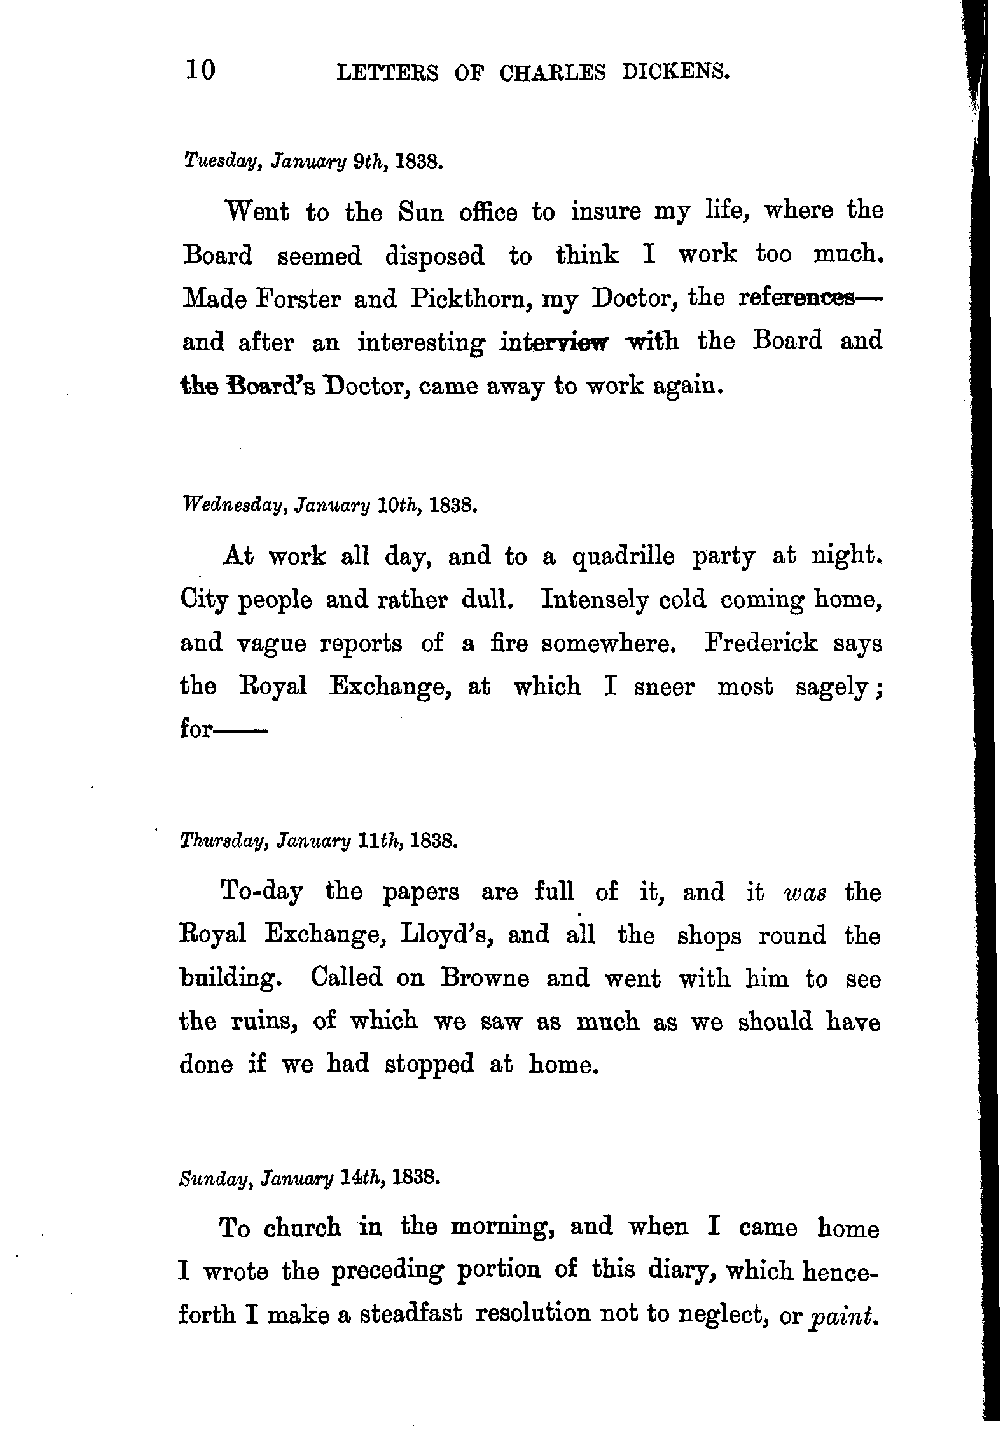 10 LETTERS OF CHARLES DICKENS.
Tuesday, January 9th, 1838.
Went to the Sun office to insure my life, where the
Board seemed disposed to think I work too much.
Made Forster and Pickthorn, my Doctor, the references—
and after an interesting interview with the Board and
the Board's Doctor, came away to work again.
Wednesday, January 10th, 1838.
At work all day, and to a quadrille party at night.
City people and rather dull. Intensely cold coming home,
and vague reports of a fire somewhere. Frederick says
the Royal Exchange, at which I sneer most sagely;
for——
Thursday, January 11th, 1838.
To-day the papers are full of it, and it was the
Royal Exchange, Lloyd's, and all the shops round the
building. Called on Browne and went with him to see
the ruins, of which we saw as much as we should have
done if we had stopped at home.
Sunday, January 14th, 1838.
To church in the morning, and when I came home
I wrote the preceding portion of this diary, which hence-
forth I make a steadfast resolution not to neglect, or paint.